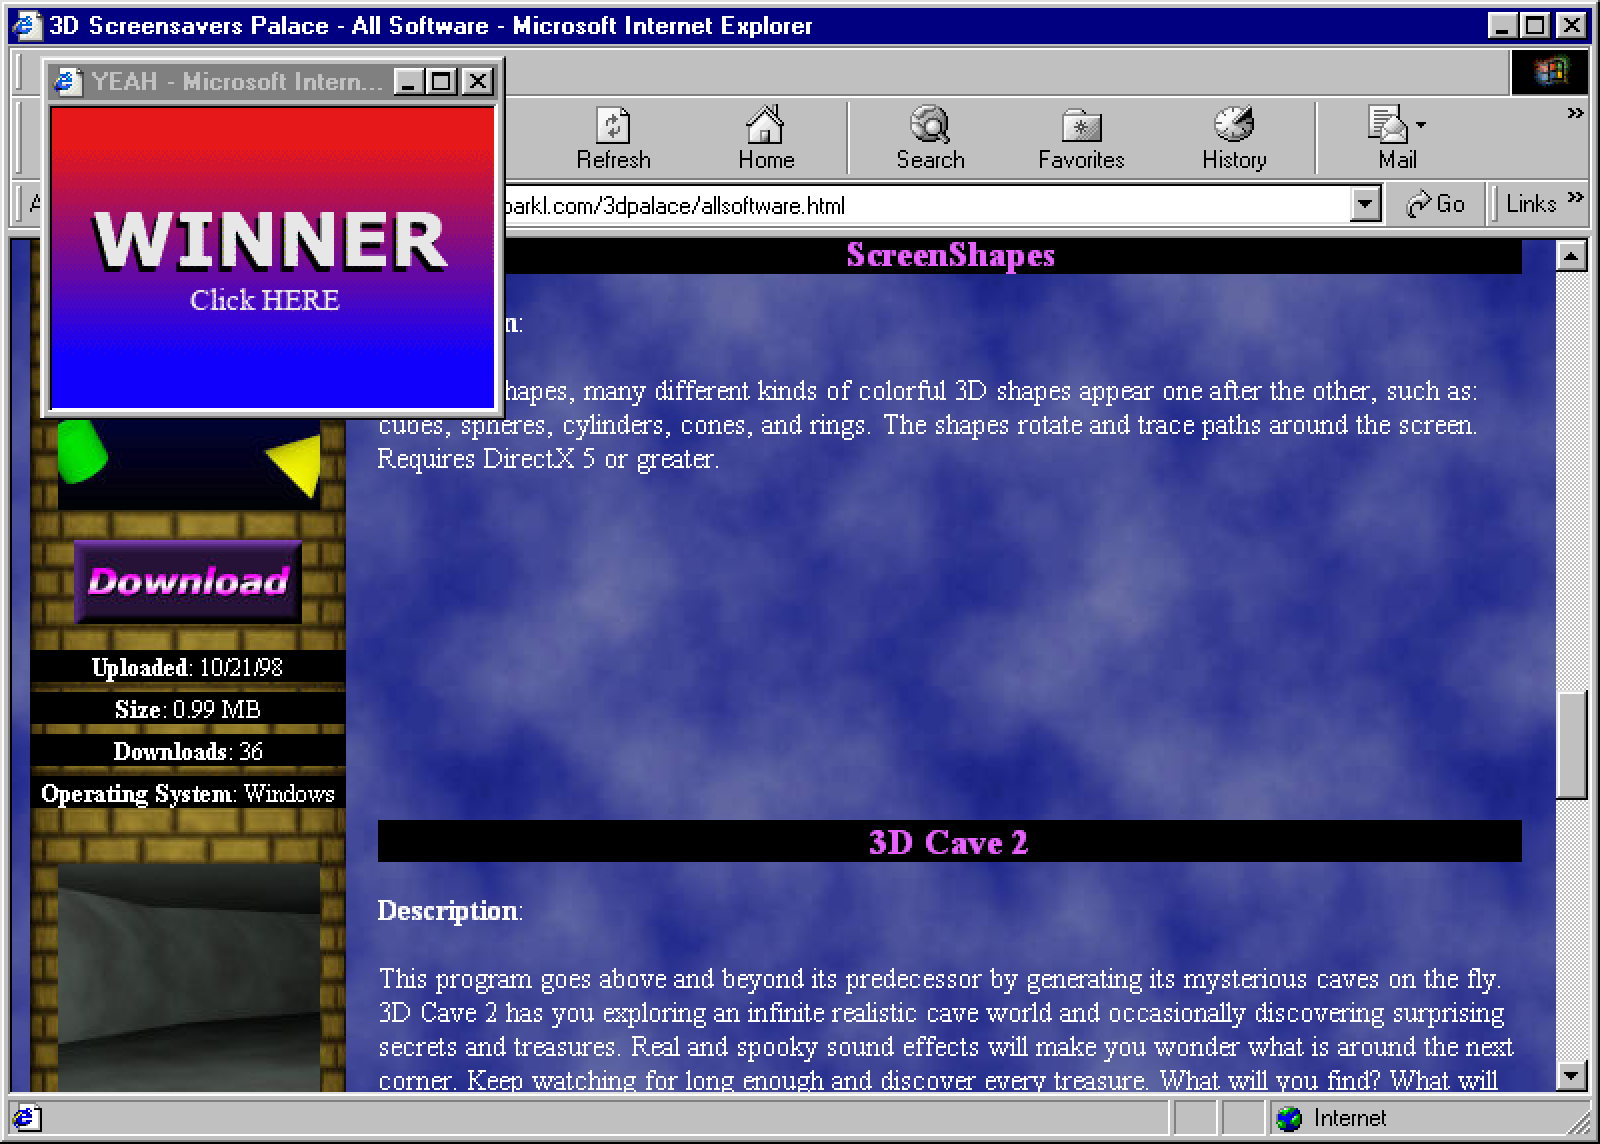 3D Screensavers Palace - All Software - Microsoft Internet Explorer
YEAH - Microsoft Intern...
Refresh
Home
Search
Favorites
History
Mail
parkl.com/3dpalace/allsoftware.html
Go
Links
WINNER
Click HERE
ScreenShapes
n:
hapes, many different kinds of colorful 3D shapes appear one after the other, such as:
cubes, spheres, cylinders, cones, and rings. The shapes rotate and trace paths around the screen.
Requires DirectX 5 or greater.
Download
Uploaded: 10/21/98
Size: 0.99 MB
Downloads: 36
Operating System: Windows
3D Cave 2
Description:
This program goes above and beyond its predecessor by generating its mysterious caves on the fly.
3D Cave 2 has you exploring an infinite realistic cave world and occasionally discovering surprising
secrets and treasures. Real and spooky sound effects will make you wonder what is around the next
corner. Keep watching for long enough and discover every treasure. What will you find? What will
Internet